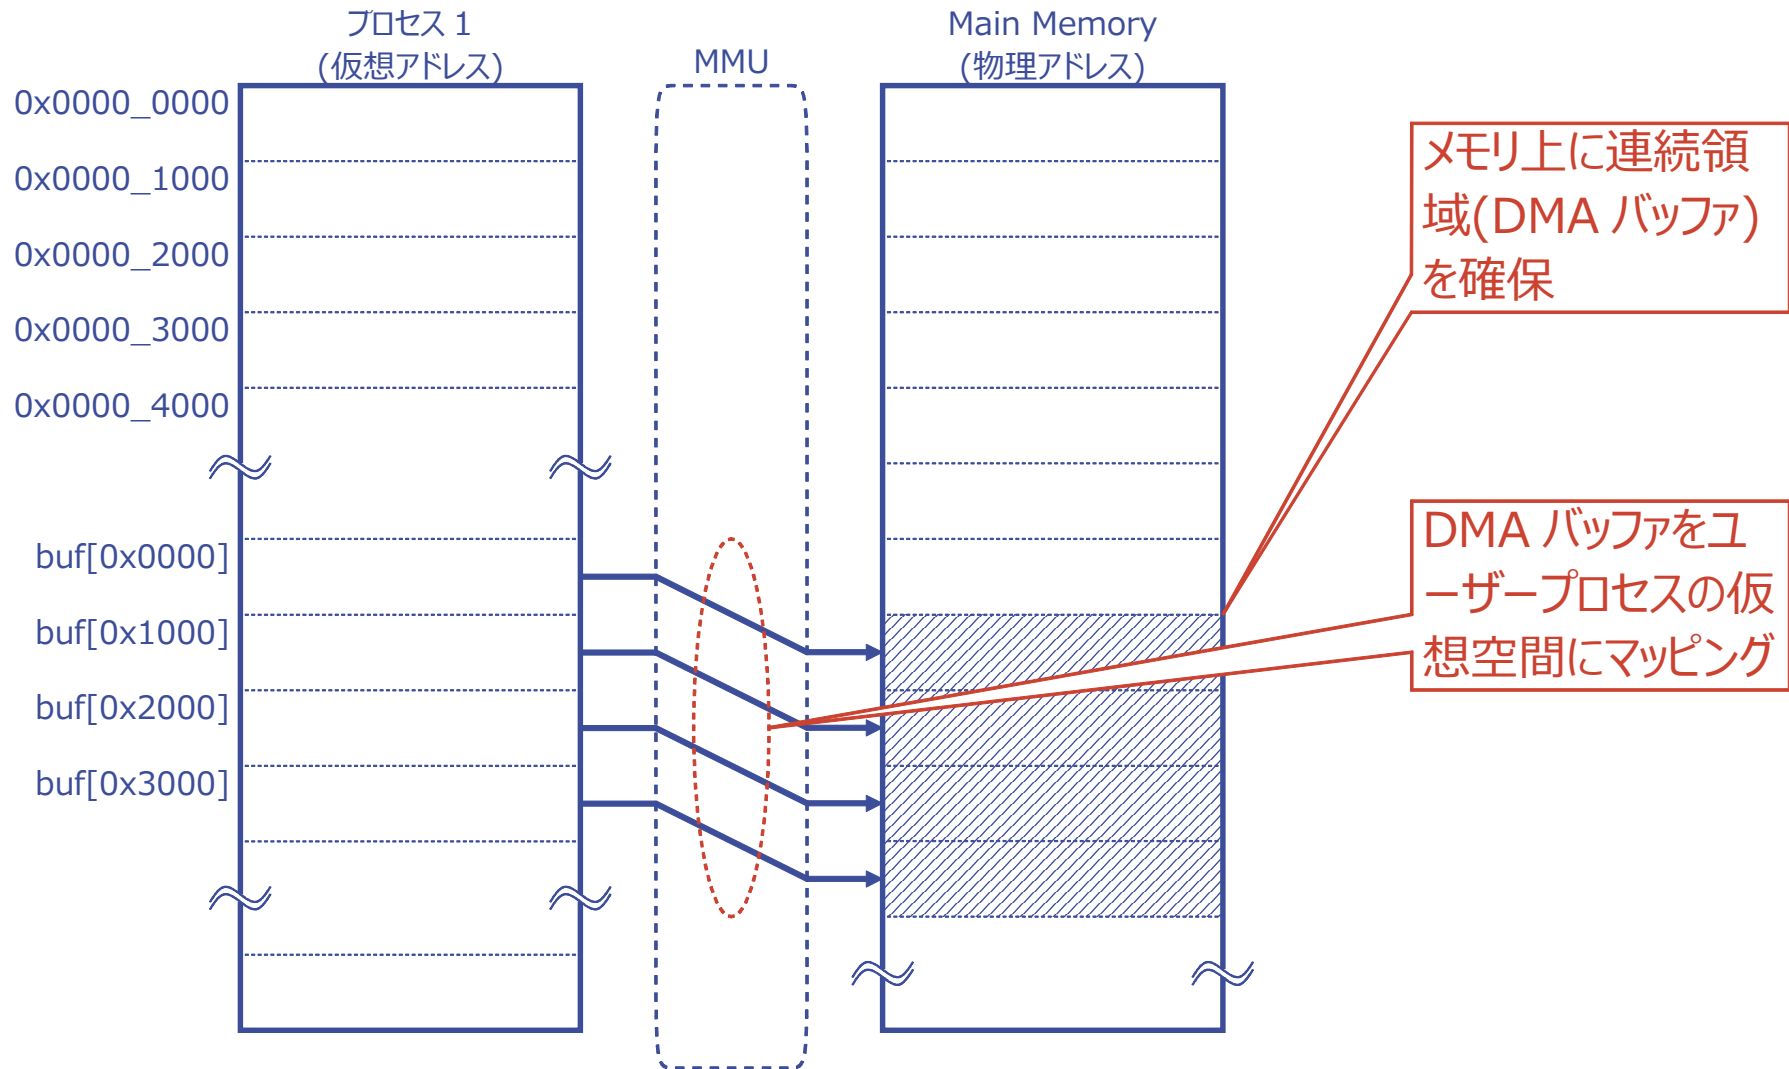 プロセス 1
(仮想アドレス)
MMU
Main Memory
(物理アドレス)
0x0000_0000
0x0000_1000
0x0000_2000
0x0000_3000
0x0000_4000
buf[0x0000]
buf[0x1000]
buf[0x2000]
buf[0x3000]
メモリ上に連続領
域(DMA バッファ)
を確保
DMA バッファをユ
ーザープロセスの仮
想空間にマッピング